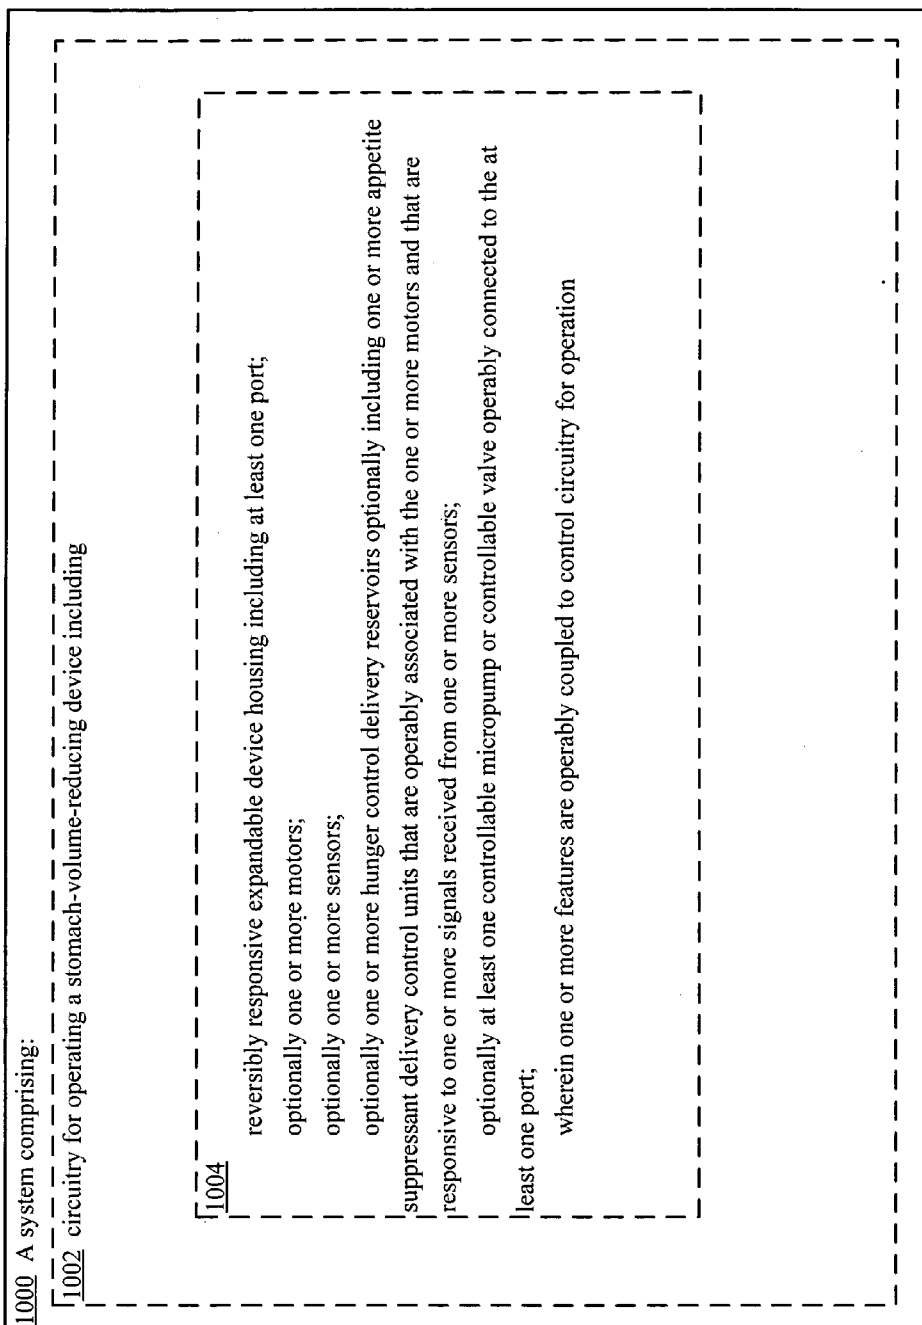 1000 A system comprising:
1002 circuitry for operating a stomach-volume-reducing device including
1004
reversibly responsive expandable device housing including at least one port;
optionally one or more motors;
optionally one or more sensors;
optionally one or more hunger control delivery reservoirs optionally including one or more appetite
suppressant delivery control units that are operably associated with the one or more motors and that are
responsive to one or more signals received from one or more sensors;
optionally at least one controllable micropump or controllable valve operably connected to the at
least one port;
wherein one or more features are operably coupled to control circuitry for operation